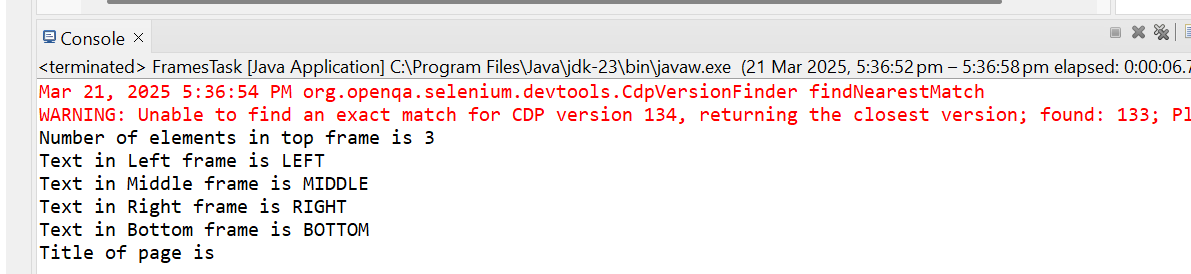 Console
<terminated> FramesTask [Java Application] C:\Program Files\Java\jdk-23\bin\javaw.exe (21 Mar 2025, 5:36:52 pm – 5:36:58 pm elapsed: 0:00:06.7
Mar 21, 2025 5:36:54 PM org.openqa.selenium.devtools.CdpVersionFinder findNearestMatch
WARNING: Unable to find an exact match for CDP version 134, returning the closest version; found: 133; Pl
Number of elements in top frame is 3
Text in Left frame is LEFT
Text in Middle frame is MIDDLE
Text in Right frame is RIGHT
Text in Bottom frame is BOTTOM
Title of page is